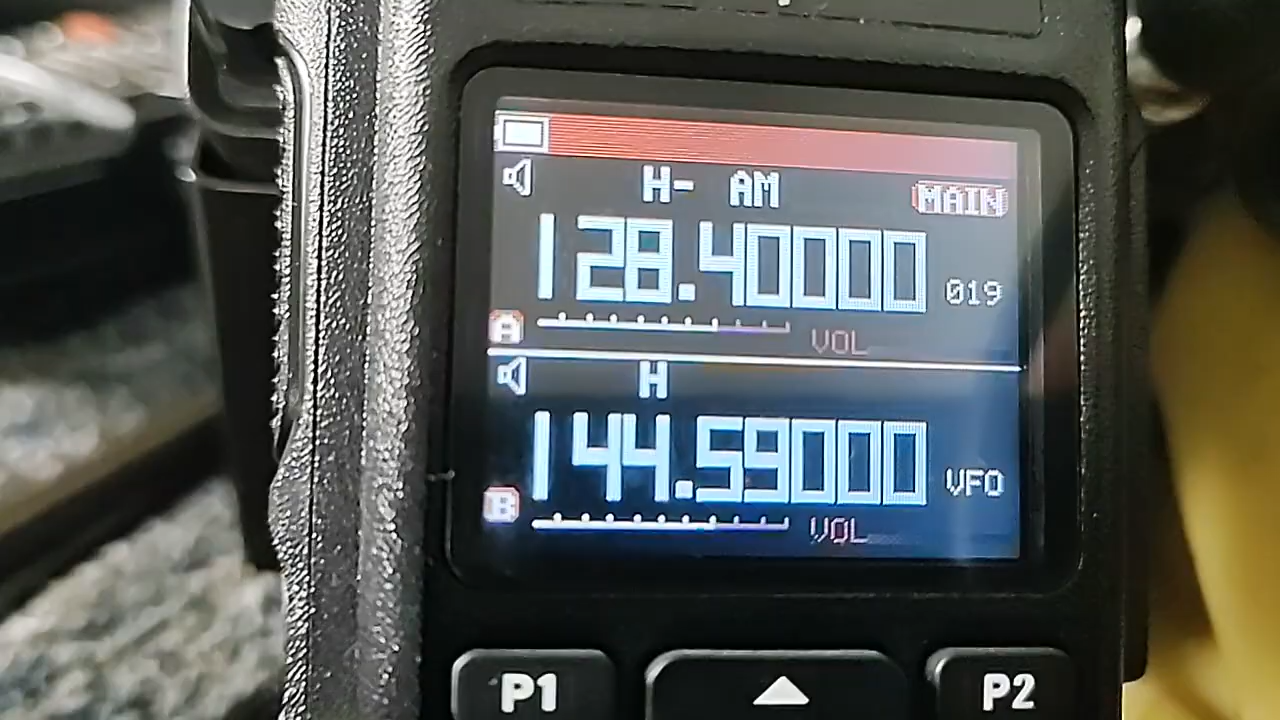 H- AM
MAIN
128.40000 019
A VOL
H
144.59000 VFO
B VOL
P1 P2